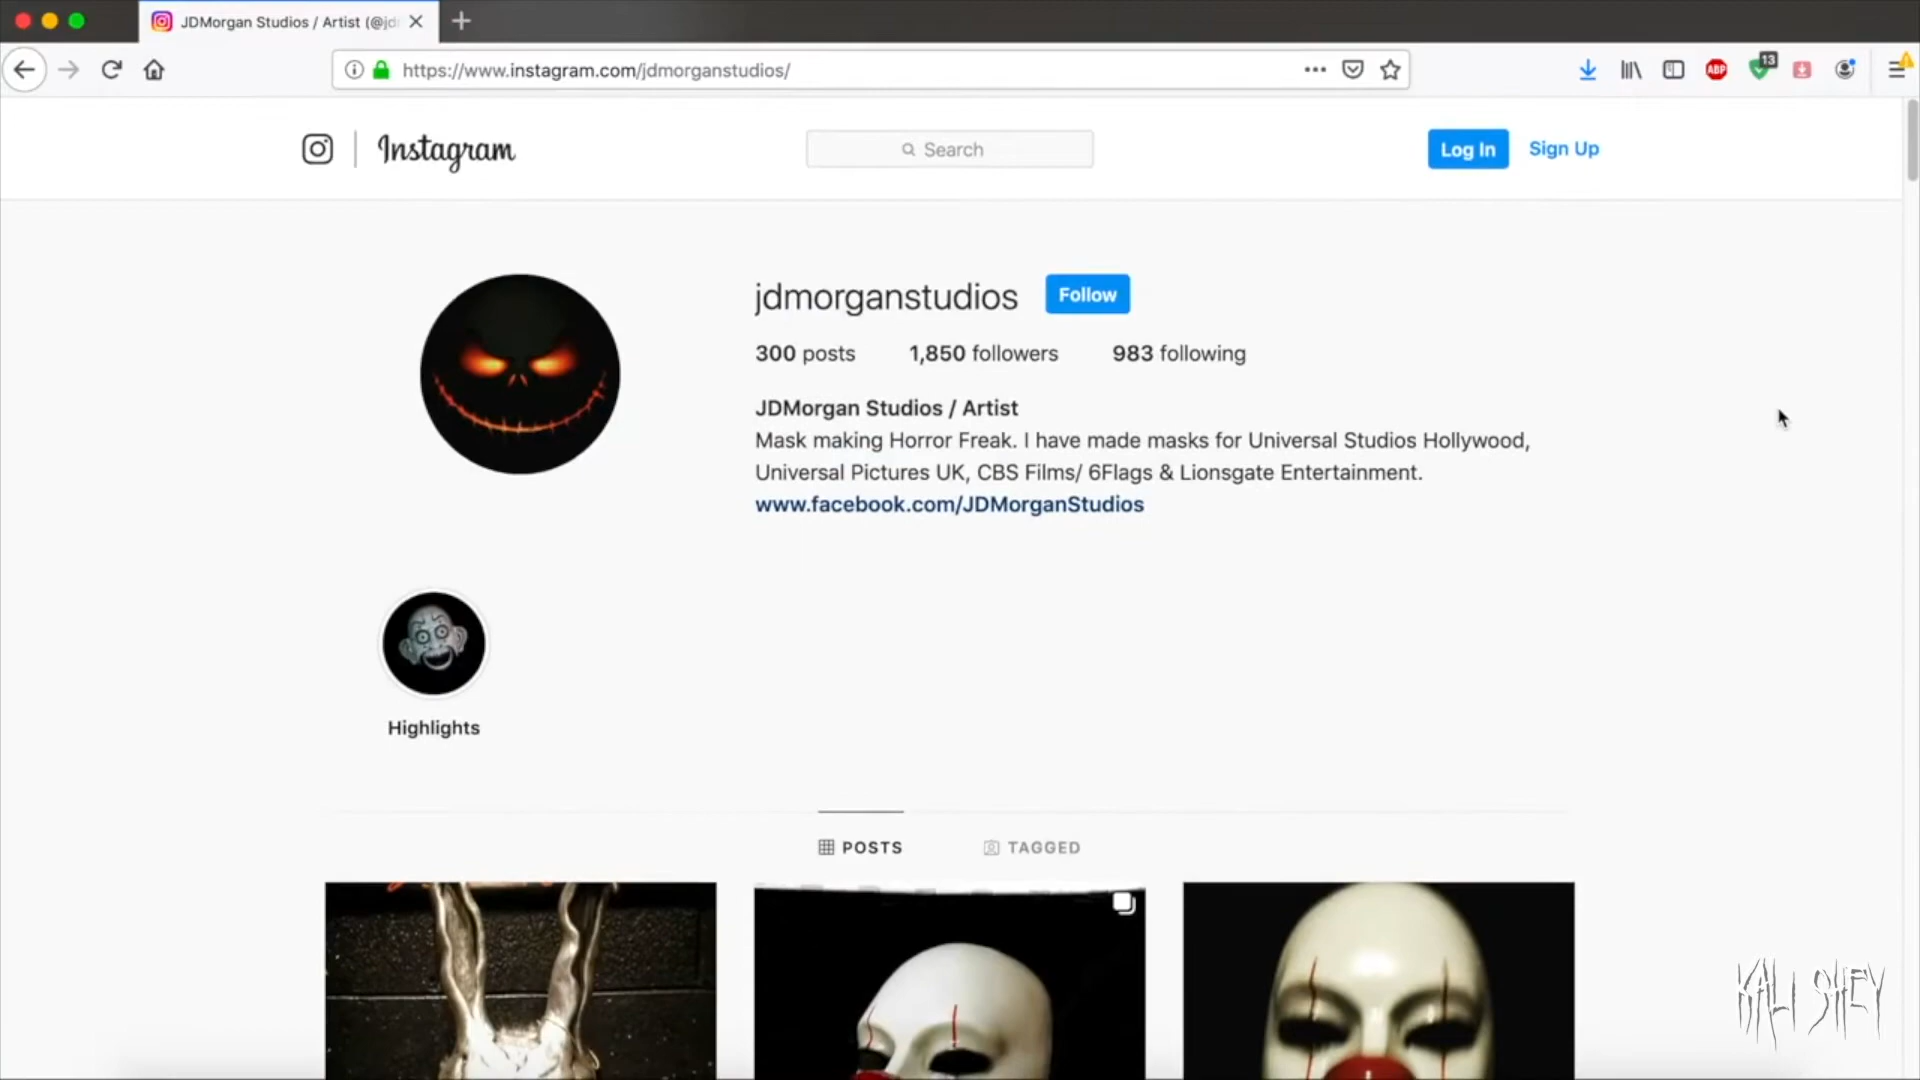 JDMorgan Studios / Artist (@jd
https://www.instagram.com/jdmorganstudios/
ABP
13
Instagram
Search
Log In
Sign Up
jdmorganstudios
Follow
300 posts
1,850 followers
983 following
JDMorgan Studios / Artist
Mask making Horror Freak. I have made masks for Universal Studios Hollywood,
Universal Pictures UK, CBS Films/ 6Flags & Lionsgate Entertainment.
www.facebook.com/JDMorganStudios
Highlights
POSTS
TAGGED
KALI SHEY